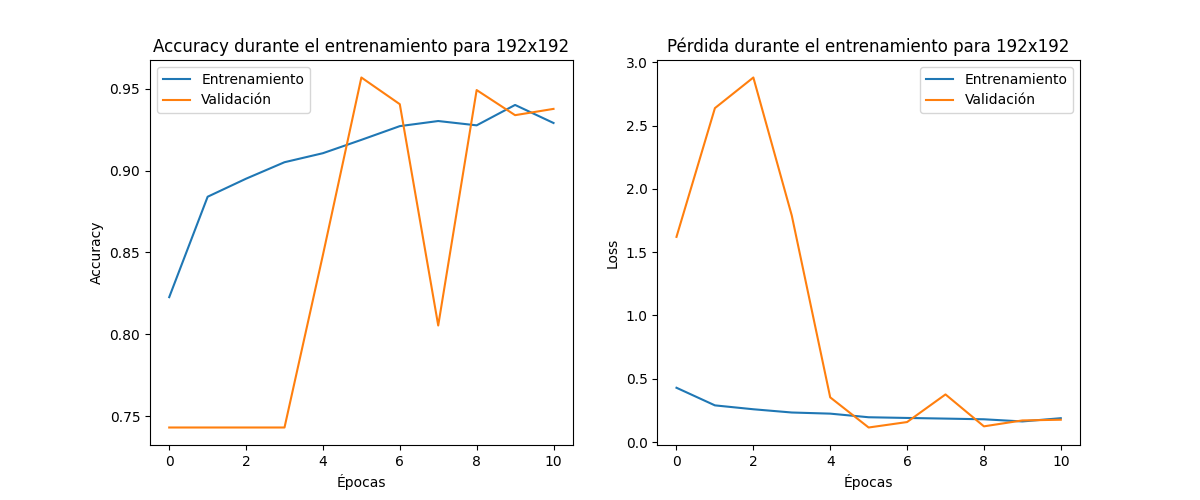 Accuracy durante el entrenamiento para 192x192
Entrenamiento
Validación
0.95
0.90
0.85
0.80
0.75
Accuracy
0 2 4 6 8 10
Épocas
Pérdida durante el entrenamiento para 192x192
Entrenamiento
Validación
3.0
2.5
2.0
1.5
1.0
0.5
0.0
Loss
0 2 4 6 8 10
Épocas